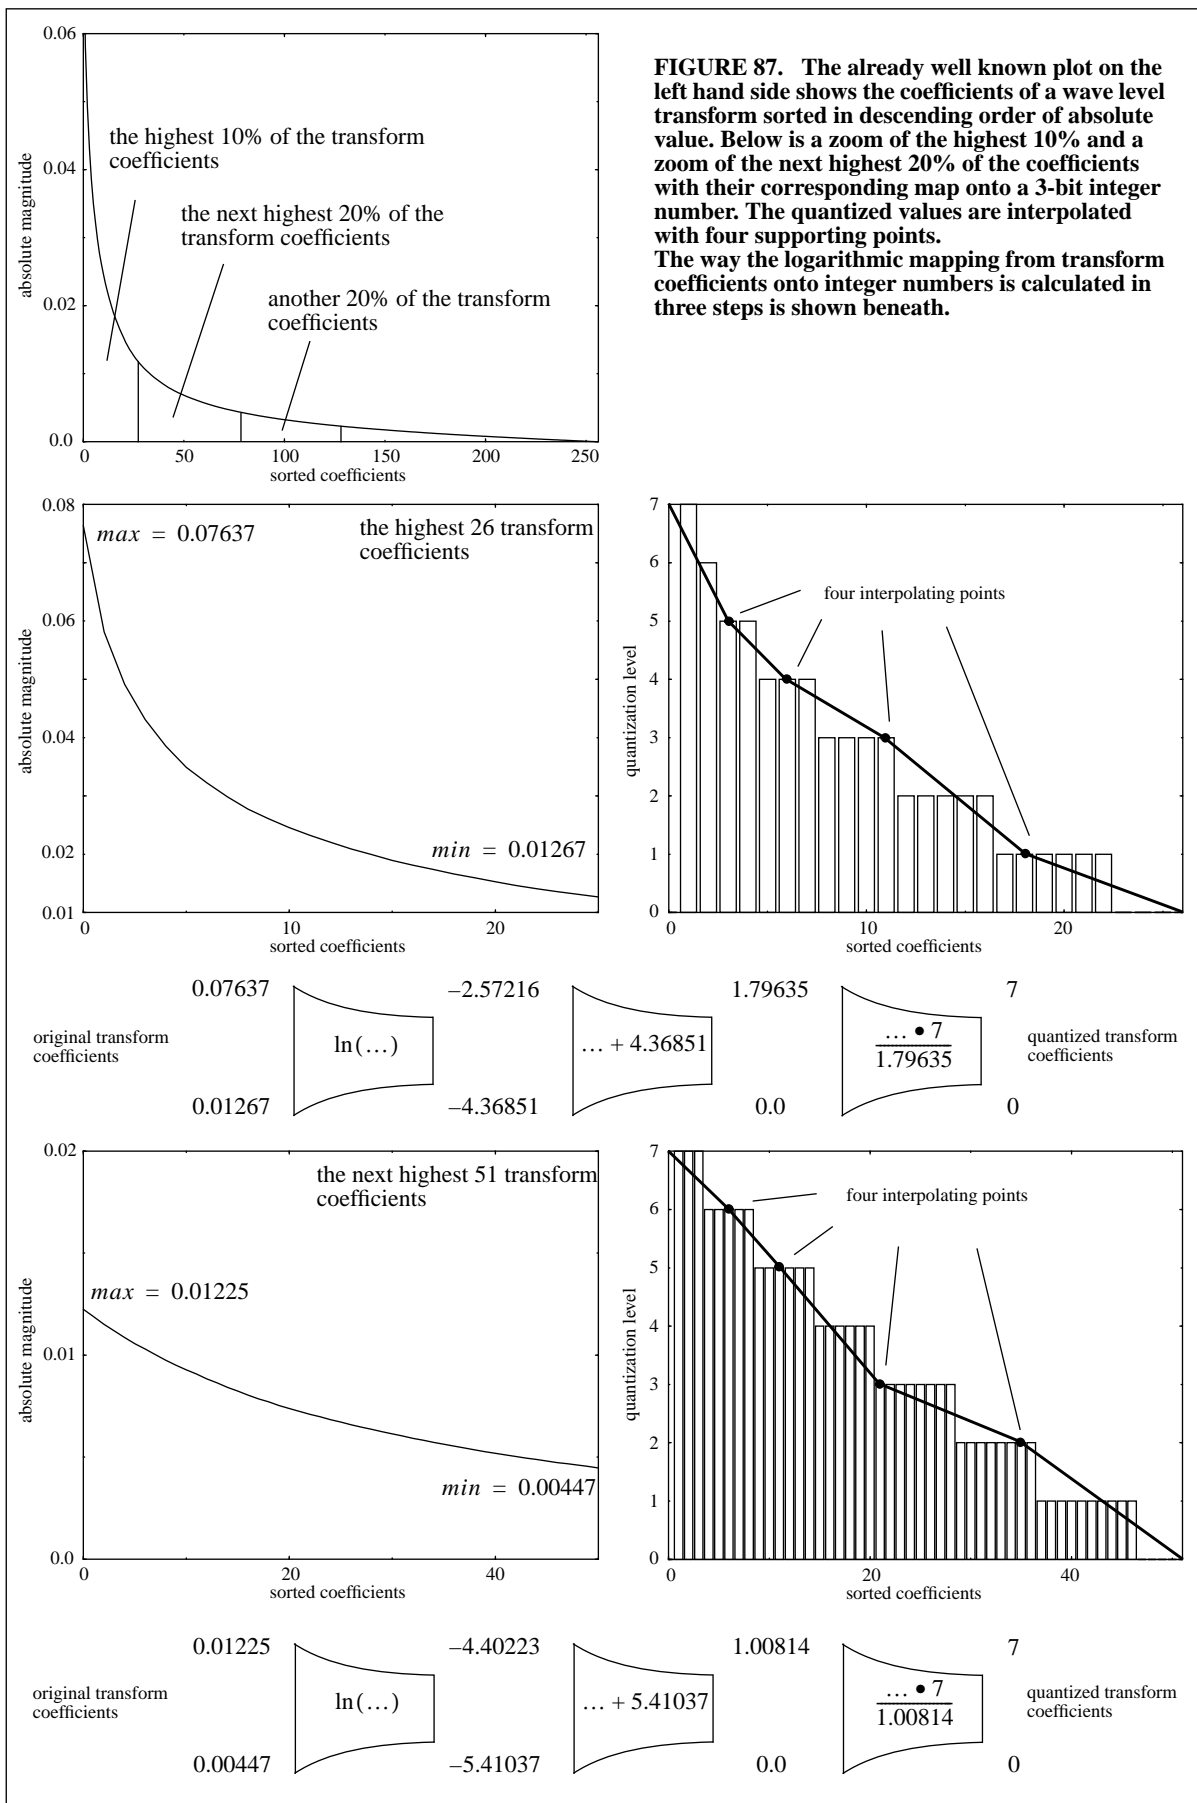 FIGURE 87.   The already well known plot on the
left hand side shows the coefficients of a wave level
transform sorted in descending order of absolute
value. Below is a zoom of the highest 10% and a
zoom of the next highest 20% of the coefficients
with their corresponding map onto a 3-bit integer
number. The quantized values are interpolated
with four supporting points.
The way the logarithmic mapping from transform
coefficients onto integer numbers is calculated in
three steps is shown beneath.
absolute magnitude
0.06
0.04
0.02
0.0
the highest 10% of the transform
coefficients
the next highest 20% of the
transform coefficients
another 20% of the transform
coefficients
0 50 100 150 200 250
sorted coefficients
absolute magnitude
0.08
0.06
0.04
0.02
0.01
max = 0.07637
the highest 26 transform
coefficients
min = 0.01267
0 10 20
sorted coefficients
quantization level
7
6
5
4
3
2
1
0
four interpolating points
0 10 20
sorted coefficients
0.07637 –2.57216 1.79635 7
original transform
coefficients
ln(…)
… + 4.36851
… • 7
1.79635
quantized transform
coefficients
0.01267 –4.36851 0.0 0
absolute magnitude
0.02
0.01
0.0
the next highest 51 transform
coefficients
max = 0.01225
min = 0.00447
0 20 40
sorted coefficients
quantization level
7
6
5
4
3
2
1
0
four interpolating points
0 20 40
sorted coefficients
0.01225 –4.40223 1.00814 7
original transform
coefficients
ln(…)
… + 5.41037
… • 7
1.00814
quantized transform
coefficients
0.00447 –5.41037 0.0 0